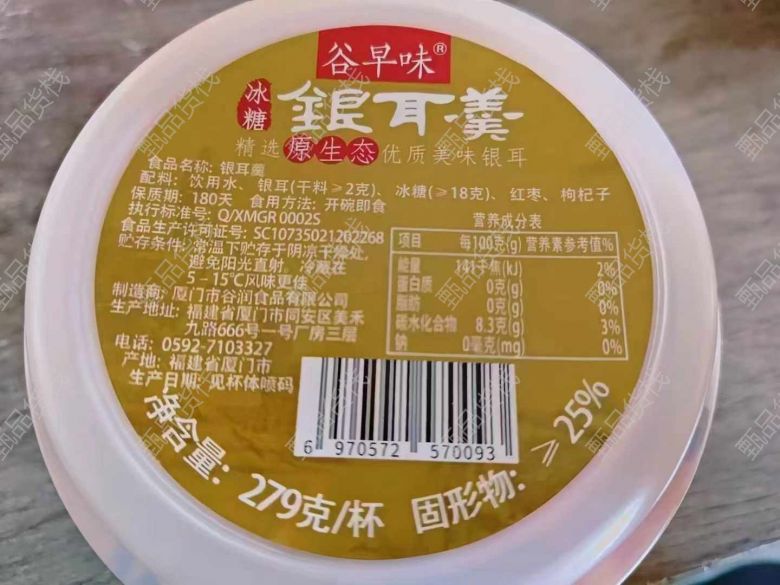 谷早味®
冰糖
銀耳羹
精选原生态优质美味银耳
食品名称: 银耳羹
配料: 饮用水、银耳(干料≥2克)、冰糖(≥18克)、红枣、枸杞子
保质期: 180天 食用方法: 开碗即食
执行标准号: Q/XMGR 0002S
食品生产许可证号: SC10735021202268
贮存条件: 常温下贮存于阴凉干燥处,
避免阳光直射。冷藏在
5-15℃风味更佳
制造商: 厦门市谷润食品有限公司
生产地址: 福建省厦门市同安区美禾
九路666号一号厂房三层
电话: 0592-7103327
产地: 福建省厦门市
生产日期: 见杯体喷码
营养成分表
项目 每100克(g) 营养素参考值%
能量 141千焦(kJ) 2%
蛋白质 0克(g) 0%
脂肪 0克(g) 0%
碳水化合物 8.3克(g) 3%
钠 0毫克(mg) 0%
6 970572 570093
净含量: 279克/杯 固形物: ≥25%
甄品货栈